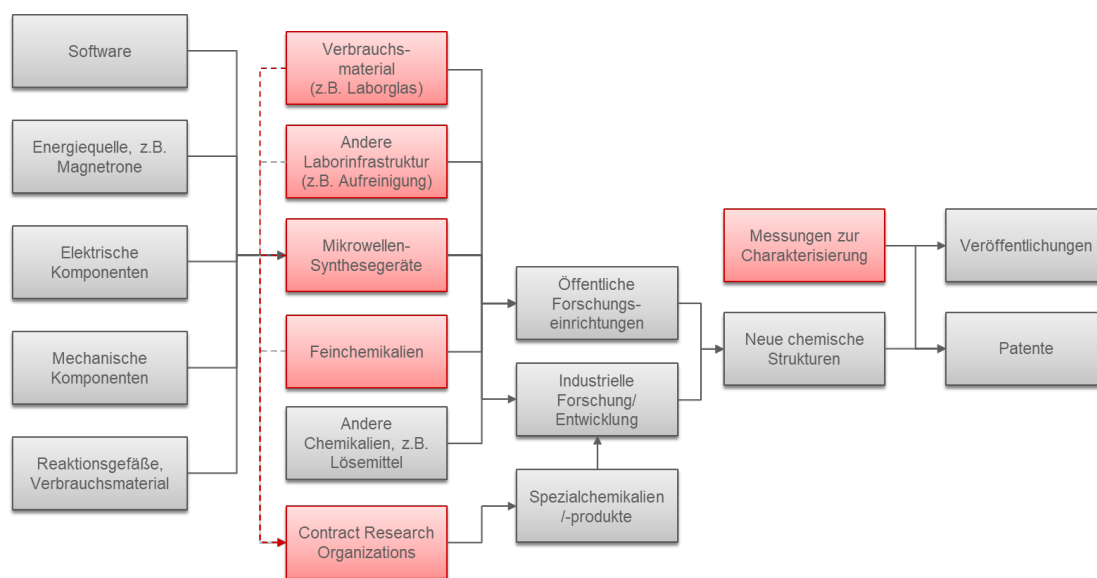 Software
Energiequelle, z.B.
Magnetrone
Elektrische
Komponenten
Mechanische
Komponenten
Reaktionsgefäße,
Verbrauchsmaterial
Verbrauchs-
material
(z.B. Laborglas)
Andere
Laborinfrastruktur
(z.B. Aufreinigung)
Mikrowellen-
Synthesegeräte
Feinchemikalien
Andere
Chemikalien, z.B.
Lösemittel
Contract Research
Organizations
Öffentliche
Forschungs-
einrichtungen
Industrielle
Forschung/
Entwicklung
Spezialchemikalien
/-produkte
Messungen zur
Charakterisierung
Neue chemische
Strukturen
Veröffentlichungen
Patente